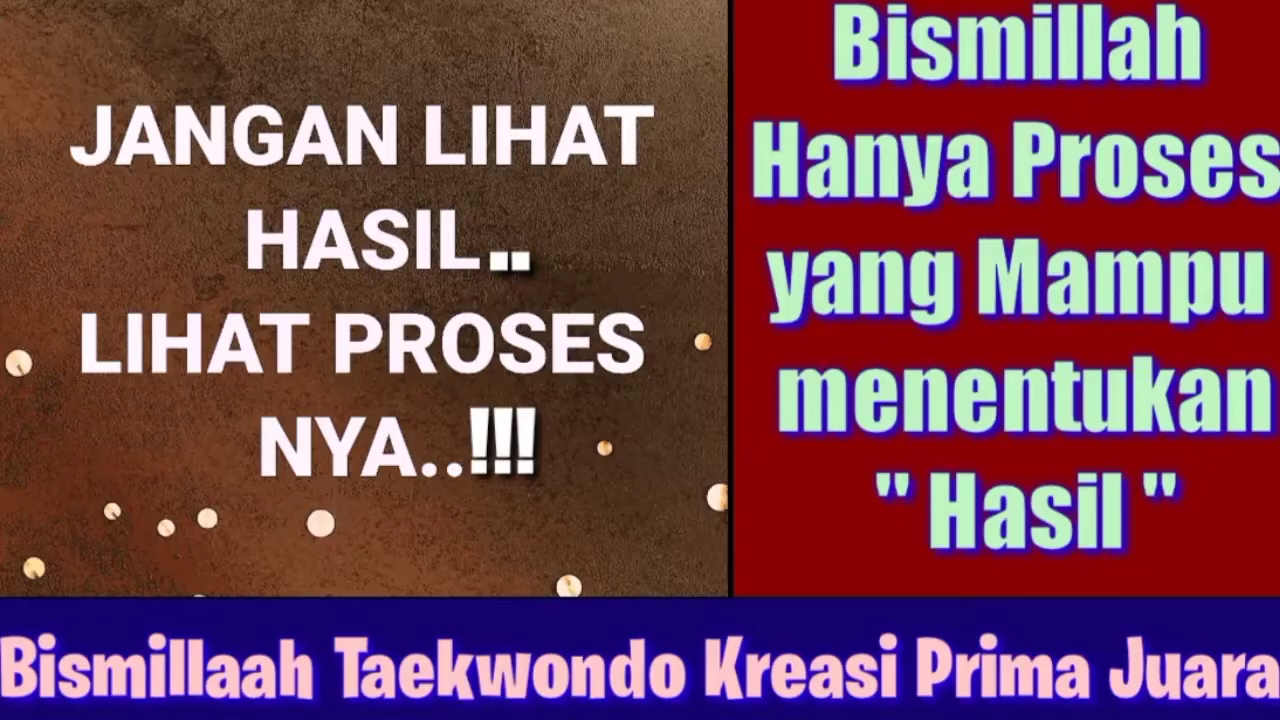 JANGAN LIHAT
HASIL..
LIHAT PROSES
NYA..!!!
Bismillah
Hanya Proses
yang Mampu
menentukan
" Hasil "
Bismillaah Taekwondo Kreasi Prima Juara